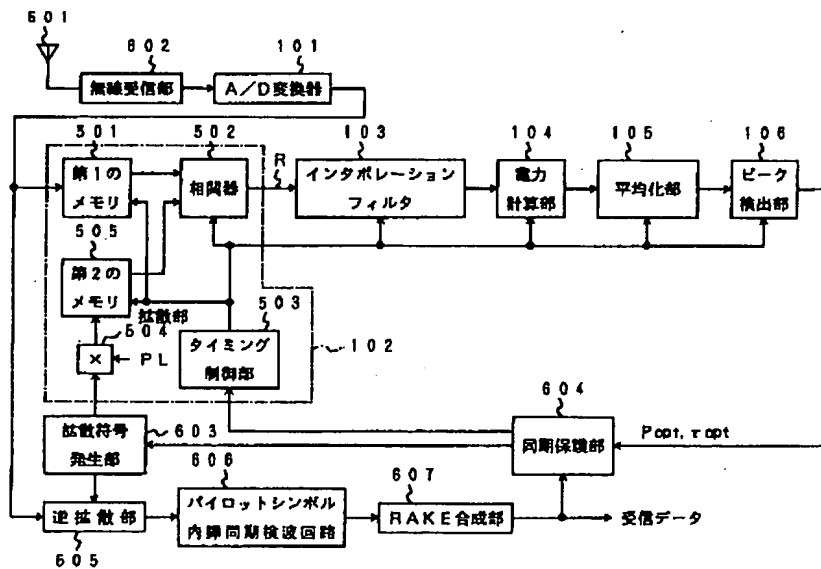 601
602
101
無線受信部
A/D変換器
501
502
103
104
105
106
第1の
メモリ
相関器
R
インタポレーション
フィルタ
電力
計算部
平均化部
ピーク
検出部
505
第2の
メモリ
拡散部
503
504
×
PL
タイミング
制御部
102
604
拡散符号
発生部
603
同期保護部
Popt, τopt
606
607
逆拡散部
パイロットシンボル
内挿同期検波回路
RAKE合成部
受信データ
605